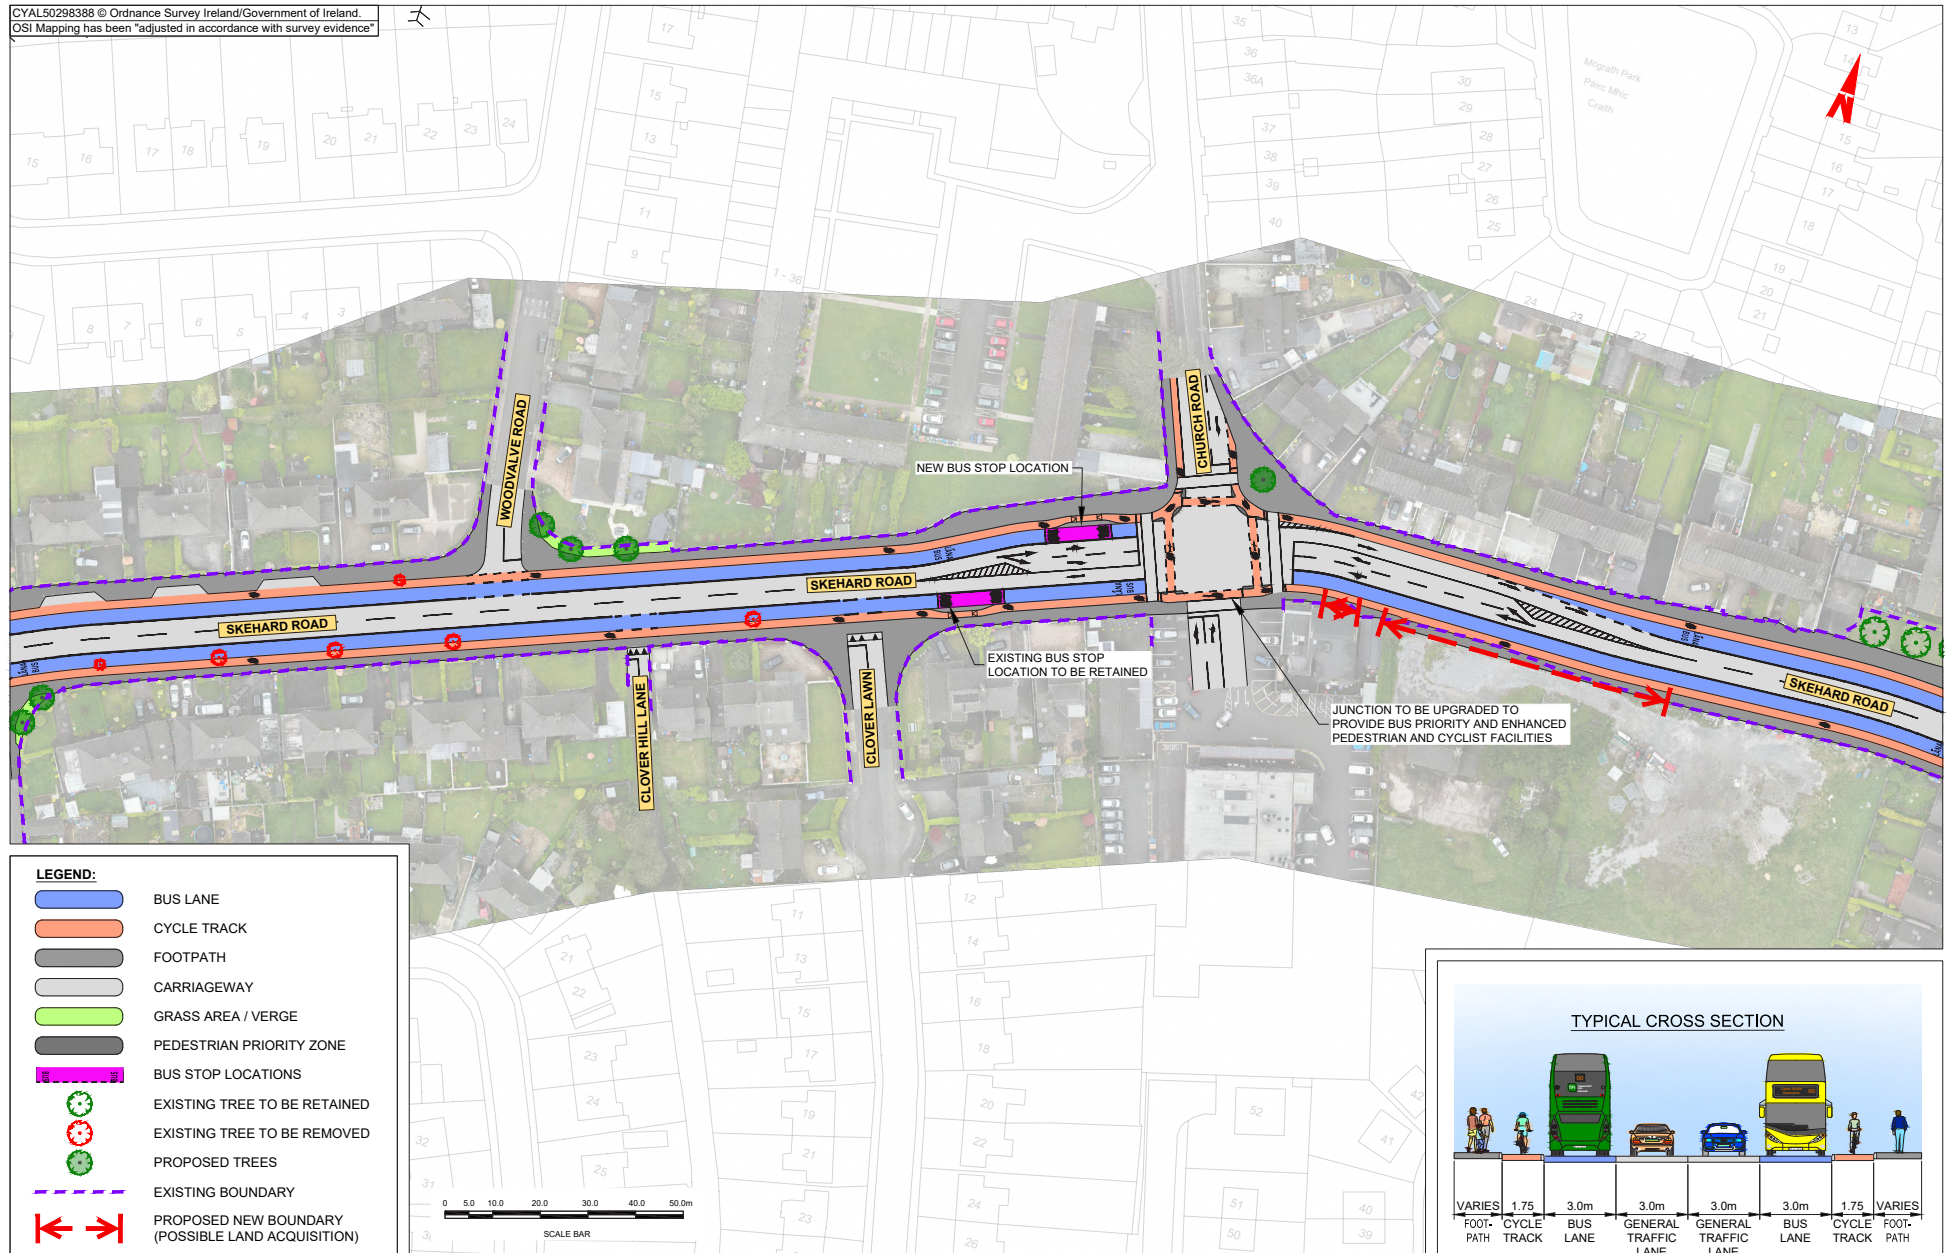 CYAL50298388 © Ordnance Survey Ireland/Government of Ireland.
OSI Mapping has been "adjusted in accordance with survey evidence"
Mcgrath Park
Páirc Mhic
Craith
N
WOODVALVE ROAD
CHURCH ROAD
NEW BUS STOP LOCATION
SKEHARD ROAD
SKEHARD ROAD
SKEHARD ROAD
EXISTING BUS STOP
LOCATION TO BE RETAINED
CLOVER HILL LANE
CLOVER LAWN
JUNCTION TO BE UPGRADED TO
PROVIDE BUS PRIORITY AND ENHANCED
PEDESTRIAN AND CYCLIST FACILITIES
LEGEND:
BUS LANE
CYCLE TRACK
FOOTPATH
CARRIAGEWAY
GRASS AREA / VERGE
PEDESTRIAN PRIORITY ZONE
BUS STOP LOCATIONS
EXISTING TREE TO BE RETAINED
EXISTING TREE TO BE REMOVED
PROPOSED TREES
EXISTING BOUNDARY
PROPOSED NEW BOUNDARY
(POSSIBLE LAND ACQUISITION)
0 5.0 10.0 20.0 30.0 40.0 50.0m
SCALE BAR
TYPICAL CROSS SECTION
VARIES 1.75 3.0m 3.0m 3.0m 3.0m 1.75 VARIES
FOOT- CYCLE BUS GENERAL GENERAL BUS CYCLE FOOT-
PATH TRACK LANE TRAFFIC TRAFFIC LANE TRACK PATH
LANE LANE